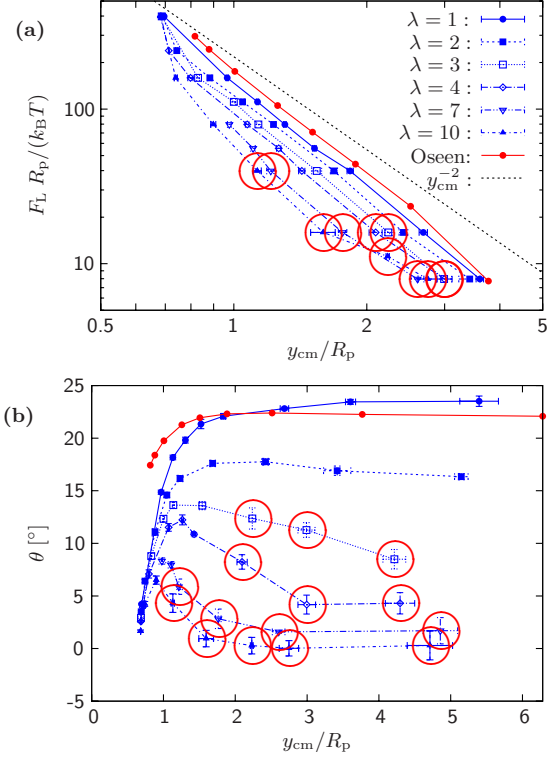 (a)
F_L R_p/(k_BT)
100
10
λ = 1 :
λ = 2 :
λ = 3 :
λ = 4 :
λ = 7 :
λ = 10 :
Oseen:
y_cm^−2 :
0.5
1
2
5
y_cm/R_p
(b)
θ [°]
25
20
15
10
5
0
-5
0
1
2
3
4
5
6
y_cm/R_p